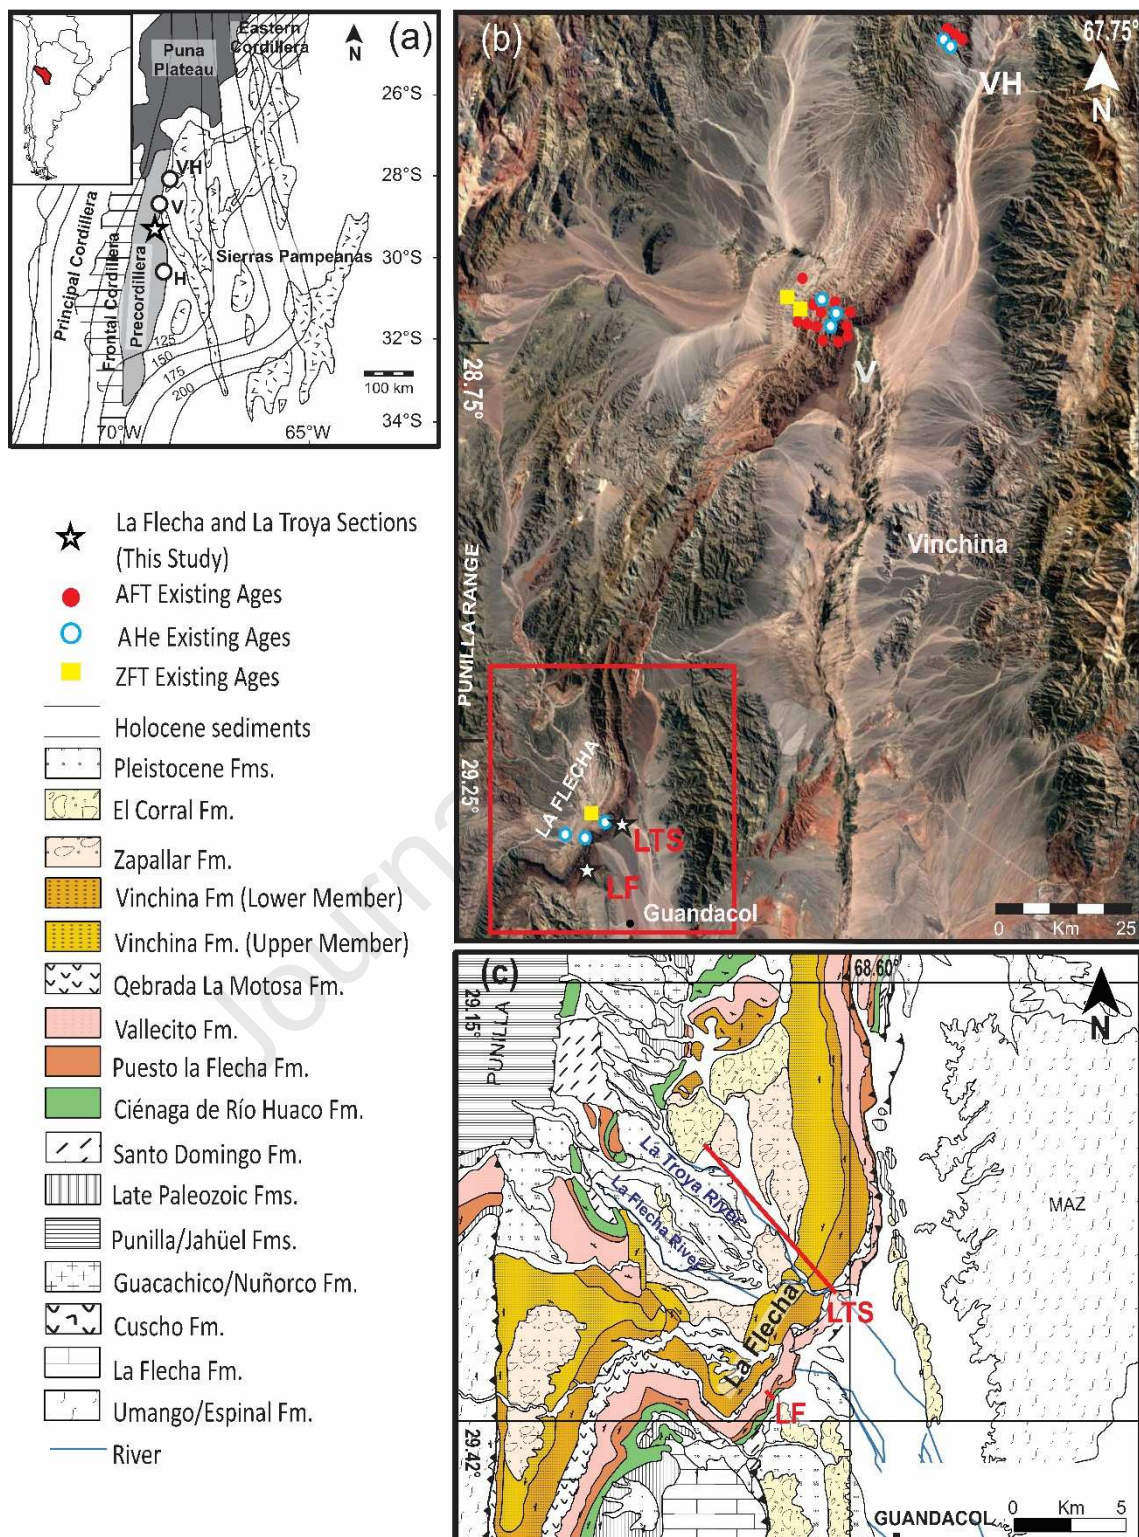 (a)
N
Eastern
Cordillera
Puna
Plateau
26°S
28°S
30°S
32°S
34°S
VH
V
H
Principal Cordillera
Frontal Cordillera
Precordillera
Sierras Pampeanas
125
150
175
200
100 km
70°W
65°W
La Flecha and La Troya Sections
(This Study)
AFT Existing Ages
AHe Existing Ages
ZFT Existing Ages
Holocene sediments
Pleistocene Fms.
El Corral Fm.
Zapallar Fm.
Vinchina Fm (Lower Member)
Vinchina Fm. (Upper Member)
Qebrada La Motosa Fm.
Vallecito Fm.
Puesto la Flecha Fm.
Ciénaga de Río Huaco Fm.
Santo Domingo Fm.
Late Paleozoic Fms.
Punilla/Jahüel Fms.
Guacachico/Nuñorco Fm.
Cuscho Fm.
La Flecha Fm.
Umango/Espinal Fm.
River
Journa
(b)
67.75°
N
VH
28.75°
V
Vinchina
PUNILLA RANGE
29.25°
LA FLECHA
LTS
LF
Guandacol
0 Km 25
(c)
68.60°
N
29.15°
PUNILLA
La Troya River
La Flecha River
MAZ
LTS
La Flecha
LF
29.42°
GUANDACOL
0 Km 5